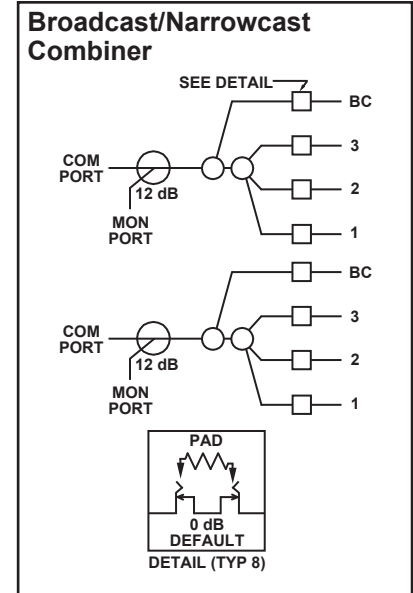 Broadcast/Narrowcast
Combiner
SEE DETAIL
BC
3
COM
PORT
2
12 dB
MON
PORT
1
BC
3
COM
PORT
2
12 dB
MON
PORT
1
PAD
0 dB
DEFAULT
DETAIL (TYP 8)